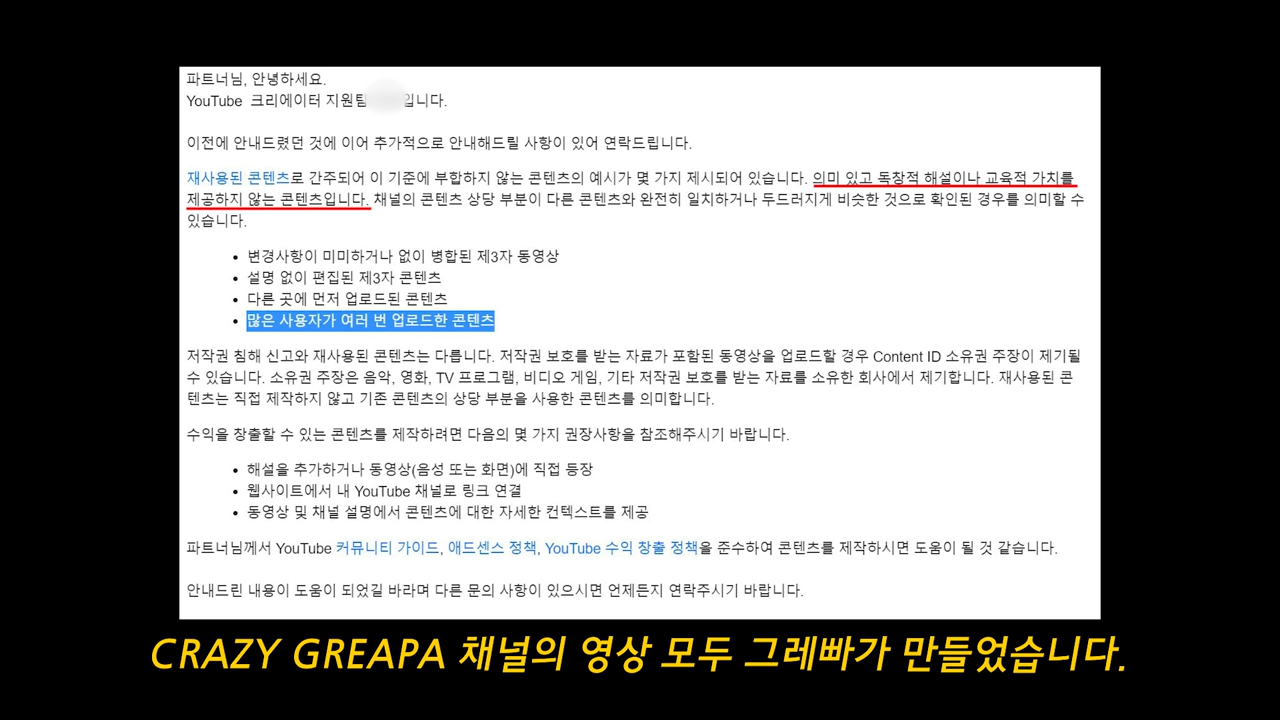 파트너님, 안녕하세요.
YouTube 크리에이터 지원팀 입니다.
이전에 안내드렸던 것에 이어 추가적으로 안내해드릴 사항이 있어 연락드립니다.
재사용된 콘텐츠로 간주되어 이 기준에 부합하지 않는 콘텐츠의 예시가 몇 가지 제시되어 있습니다. 의미 있고 독창적 해설이나 교육적 가치를
제공하지 않는 콘텐츠입니다. 채널의 콘텐츠 상당 부분이 다른 콘텐츠와 완전히 일치하거나 두드러지게 비슷한 것으로 확인된 경우를 의미할 수
있습니다.
• 변경사항이 미미하거나 없이 병합된 제3자 동영상
• 설명 없이 편집된 제3자 콘텐츠
• 다른 곳에 먼저 업로드된 콘텐츠
• 많은 사용자가 여러 번 업로드한 콘텐츠
저작권 침해 신고와 재사용된 콘텐츠는 다릅니다. 저작권 보호를 받는 자료가 포함된 동영상을 업로드할 경우 Content ID 소유권 주장이 제기될
수 있습니다. 소유권 주장은 음악, 영화, TV 프로그램, 비디오 게임, 기타 저작권 보호를 받는 자료를 소유한 회사에서 제기합니다. 재사용된 콘
텐츠는 직접 제작하지 않고 기존 콘텐츠의 상당 부분을 사용한 콘텐츠를 의미합니다.
수익을 창출할 수 있는 콘텐츠를 제작하려면 다음의 몇 가지 권장사항을 참조해주시기 바랍니다.
• 해설을 추가하거나 동영상(음성 또는 화면)에 직접 등장
• 웹사이트에서 내 YouTube 채널로 링크 연결
• 동영상 및 채널 설명에서 콘텐츠에 대한 자세한 컨텍스트를 제공
파트너님께서 YouTube 커뮤니티 가이드, 애드센스 정책, YouTube 수익 창출 정책을 준수하여 콘텐츠를 제작하시면 도움이 될 것 같습니다.
안내드린 내용이 도움이 되었길 바라며 다른 문의 사항이 있으시면 언제든지 연락주시기 바랍니다.
CRAZY GREAPA 채널의 영상 모두 그레빠가 만들었습니다.